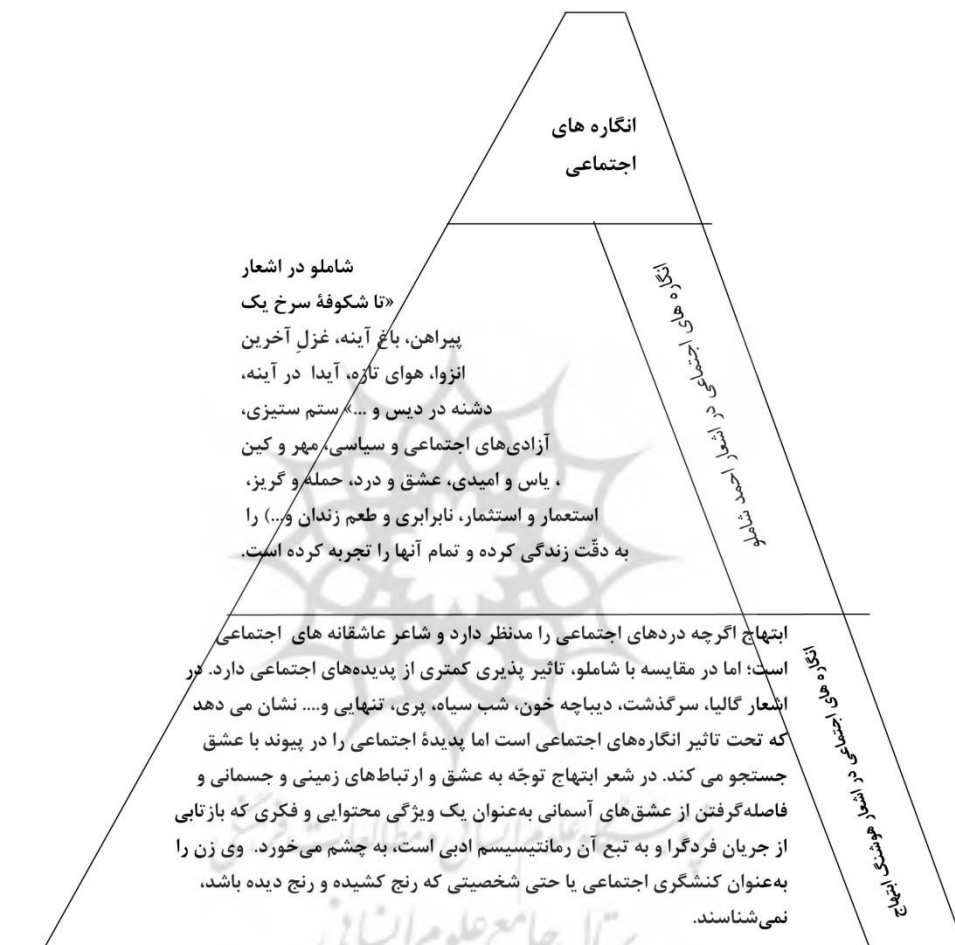 انگاره های
اجتماعی
شاملو در اشعار
«تا شکوفهٔ سرخ یک
پیراهن، باغ آینه، غزلِ آخرین
انزوا، هوای تازه، آیدا در آینه،
دشنه در دیس و ...» ستم ستیزی،
آزادی‌های اجتماعی و سیاسی، مهر و کین
، یاس و امیدی، عشق و درد، حمله و گریز،
استعمار و استثمار، نابرابری و طعم زندان و...) را
به دقّت زندگی کرده و تمام آنها را تجربه کرده است.
انگاره های اجتماعی در اشعار احمد شاملو
ابتهاج اگرچه دردهای اجتماعی را مدنظر دارد و شاعر عاشقانه های اجتماعی
است؛ اما در مقایسه با شاملو، تاثیر پذیری کمتری از پدیده‌های اجتماعی دارد. در
اشعار گالیا، سرگذشت، دیباچه خون، شب سیاه، پری، تنهایی و.... نشان می دهد
که تحت تاثیر انگاره‌های اجتماعی است اما پدیدهٔ اجتماعی را در پیوند با عشق
جستجو می کند. در شعر ابتهاج توجّه به عشق و ارتباط‌های زمینی و جسمانی و
فاصله‌گرفتن از عشق‌های آسمانی به‌عنوان یک ویژگی محتوایی و فکری که بازتابی
از جریان فردگرا و به تبع آن رمانتیسیسم ادبی است، به چشم می‌خورد. وی زن را
به‌عنوان کنشگری اجتماعی یا حتی شخصیتی که رنج کشیده و رنج دیده باشد،
نمی‌شناسند.
انگاره های اجتماعی در اشعار هوشنگ ابتهاج
پژوهشگاه علوم انسانی و مطالعات فرهنگی
پرتال جامع علوم انسانی